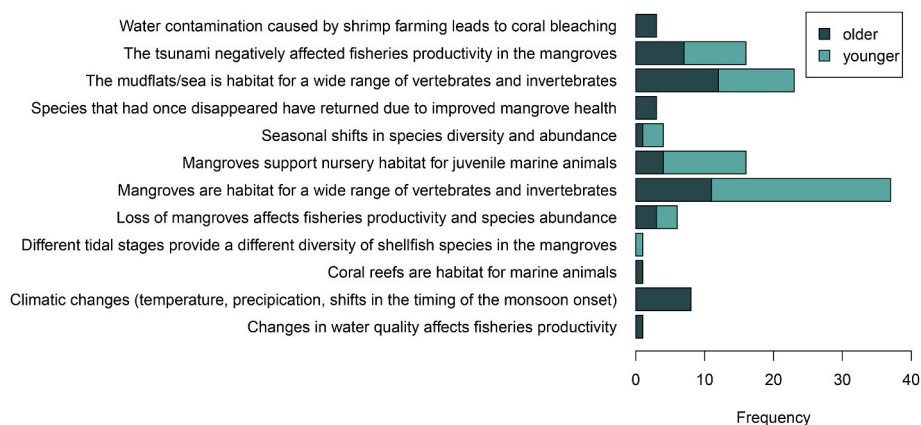 Water contamination caused by shrimp farming leads to coral bleaching
The tsunami negatively affected fisheries productivity in the mangroves
The mudflats/sea is habitat for a wide range of vertebrates and invertebrates
Species that had once disappeared have returned due to improved mangrove health
Seasonal shifts in species diversity and abundance
Mangroves support nursery habitat for juvenile marine animals
Mangroves are habitat for a wide range of vertebrates and invertebrates
Loss of mangroves affects fisheries productivity and species abundance
Different tidal stages provide a different diversity of shellfish species in the mangroves
Coral reefs are habitat for marine animals
Climatic changes (temperature, precipication, shifts in the timing of the monsoon onset)
Changes in water quality affects fisheries productivity
older
younger
0 10 20 30 40
Frequency